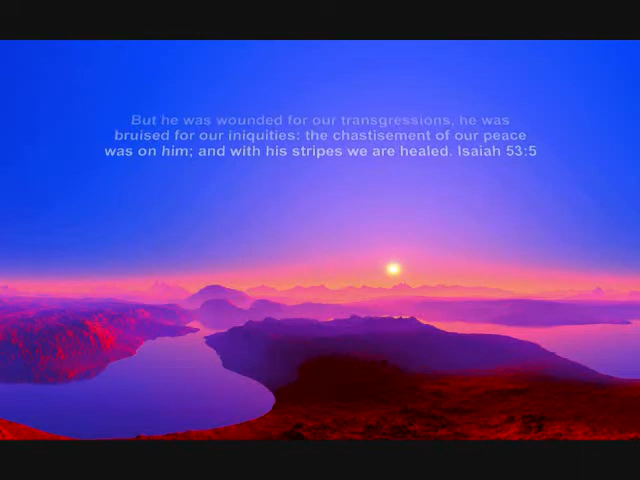 But he was wounded for our transgressions, he was
bruised for our iniquities: the chastisement of our peace
was on him; and with his stripes we are healed. Isaiah 53:5